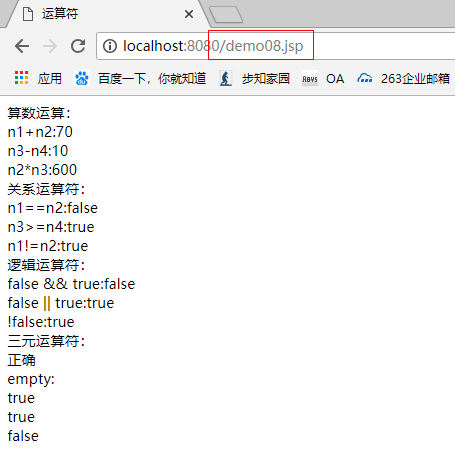 运算符
localhost:8080/demo08.jsp
应用 百度一下，你就知道 步知家园 RBVS OA 263企业邮箱
算数运算：
n1+n2:70
n3-n4:10
n2*n3:600
关系运算符：
n1==n2:false
n3>=n4:true
n1!=n2:true
逻辑运算符：
false && true:false
false || true:true
!false:true
三元运算符：
正确
empty:
true
true
false